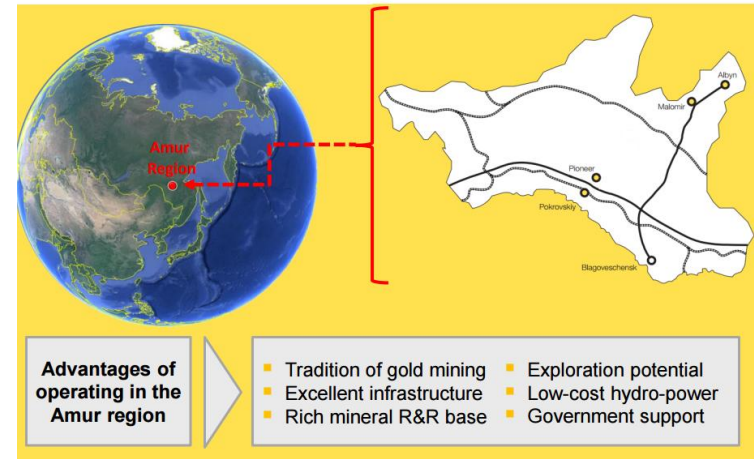 Amur
Region
Albyn
Malomir
Pioneer
Pokrovskiy
Blagoveschensk
Advantages of
operating in the
Amur region
Tradition of gold mining
Excellent infrastructure
Rich mineral R&R base
Exploration potential
Low-cost hydro-power
Government support